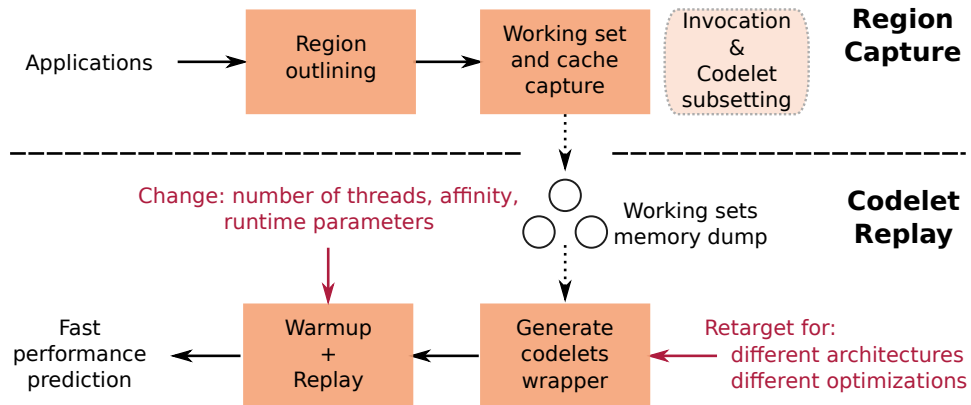 Applications
Region
outlining
Working set
and cache
capture
Invocation
&
Codelet
subsetting
Region
Capture
Change: number of threads, affinity,
runtime parameters
Working sets
memory dump
Codelet
Replay
Fast
performance
prediction
Warmup
+
Replay
Generate
codelets
wrapper
Retarget for:
different architectures
different optimizations